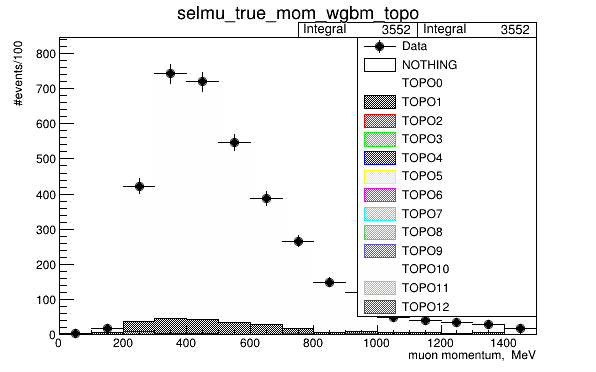 selmu_true_mom_wgbm_topo
Integral 3552 Integral 3552
#events/100
800
700
600
500
400
300
200
100
0
Data
NOTHING
TOPO0
TOPO1
TOPO2
TOPO3
TOPO4
TOPO5
TOPO6
TOPO7
TOPO8
TOPO9
TOPO10
TOPO11
TOPO12
0 200 400 600 800 1000 1200 1400
muon momentum, MeV